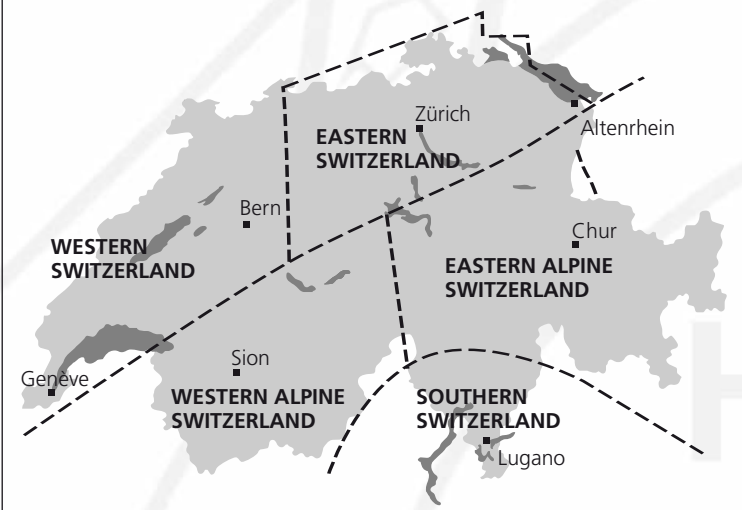 Zürich
EASTERN
SWITZERLAND
Altenrhein
Bern
WESTERN
SWITZERLAND
Chur
EASTERN ALPINE
SWITZERLAND
Genève
Sion
WESTERN ALPINE
SWITZERLAND
SOUTHERN
SWITZERLAND
Lugano